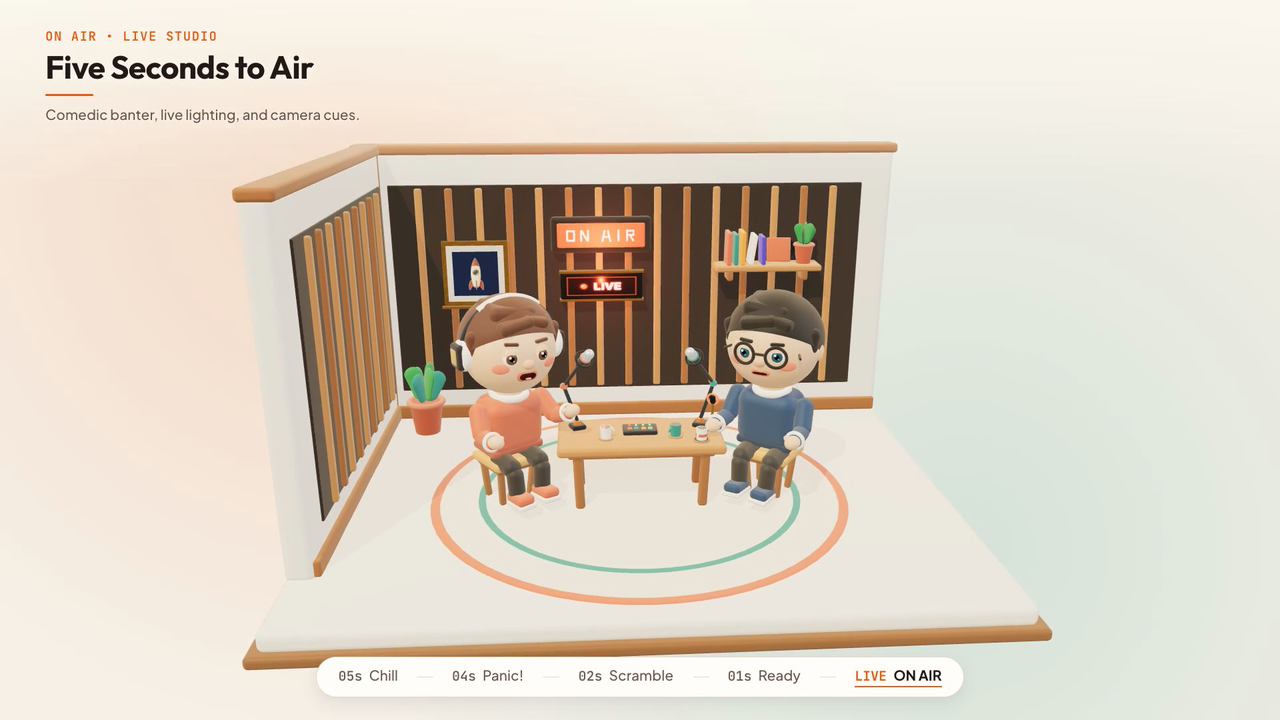 ON AIR • LIVE STUDIO
Five Seconds to Air
Comedic banter, live lighting, and camera cues.
ON AIR
LIVE
05s Chill — 04s Panic! — 02s Scramble — 01s Ready — LIVE ON AIR